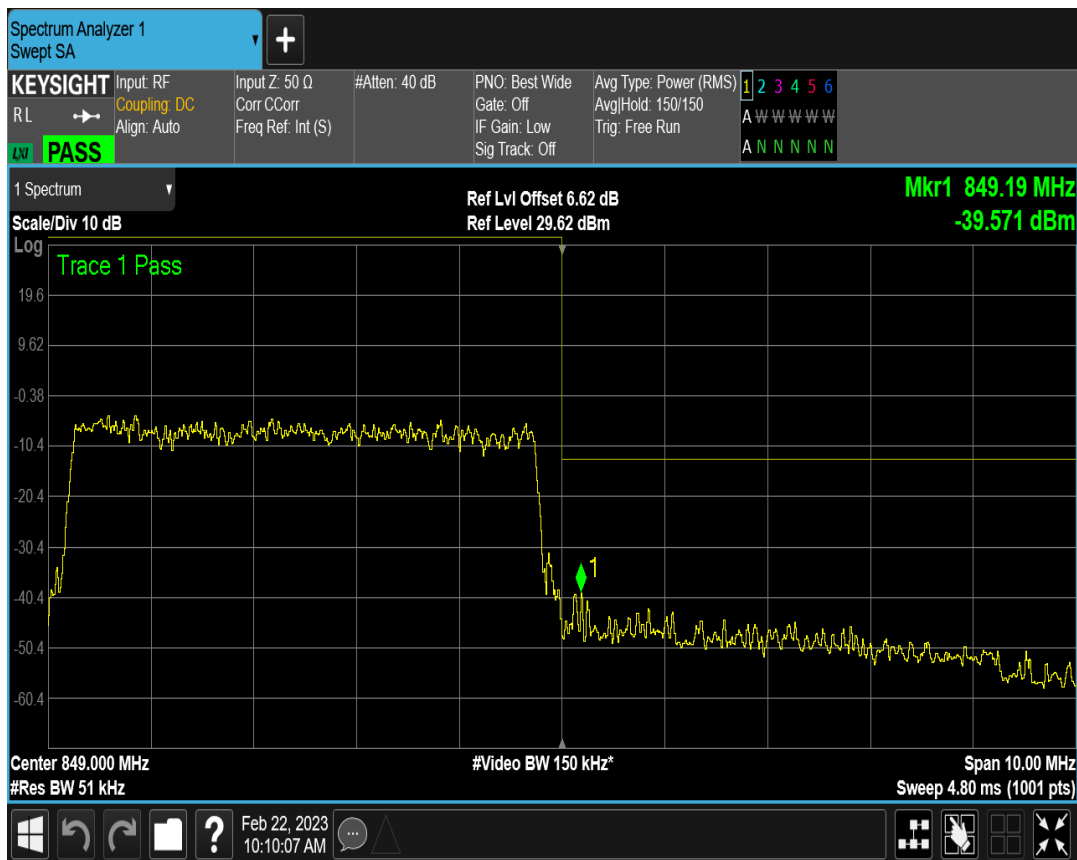 Spectrum Analyzer 1
Swept SA
+
KEYSIGHT Input: RF Input Z: 50 Ω #Atten: 40 dB PNO: Best Wide Avg Type: Power (RMS) 1 2 3 4 5 6
R L Coupling: DC Corr CCorr Gate: Off Avg|Hold: 150/150 A W W W W W
Align: Auto Freq Ref: Int (S) IF Gain: Low Trig: Free Run
LXI PASS Sig Track: Off A N N N N N
1 Spectrum Ref Lvl Offset 6.62 dB Mkr1 849.19 MHz
Scale/Div 10 dB Ref Level 29.62 dBm -39.571 dBm
Log
Trace 1 Pass
19.6
9.62
-0.38
-10.4
-20.4
-30.4
1
-40.4
-50.4
-60.4
Center 849.000 MHz #Video BW 150 kHz* Span 10.00 MHz
#Res BW 51 kHz Sweep 4.80 ms (1001 pts)
? Feb 22, 2023
10:10:07 AM